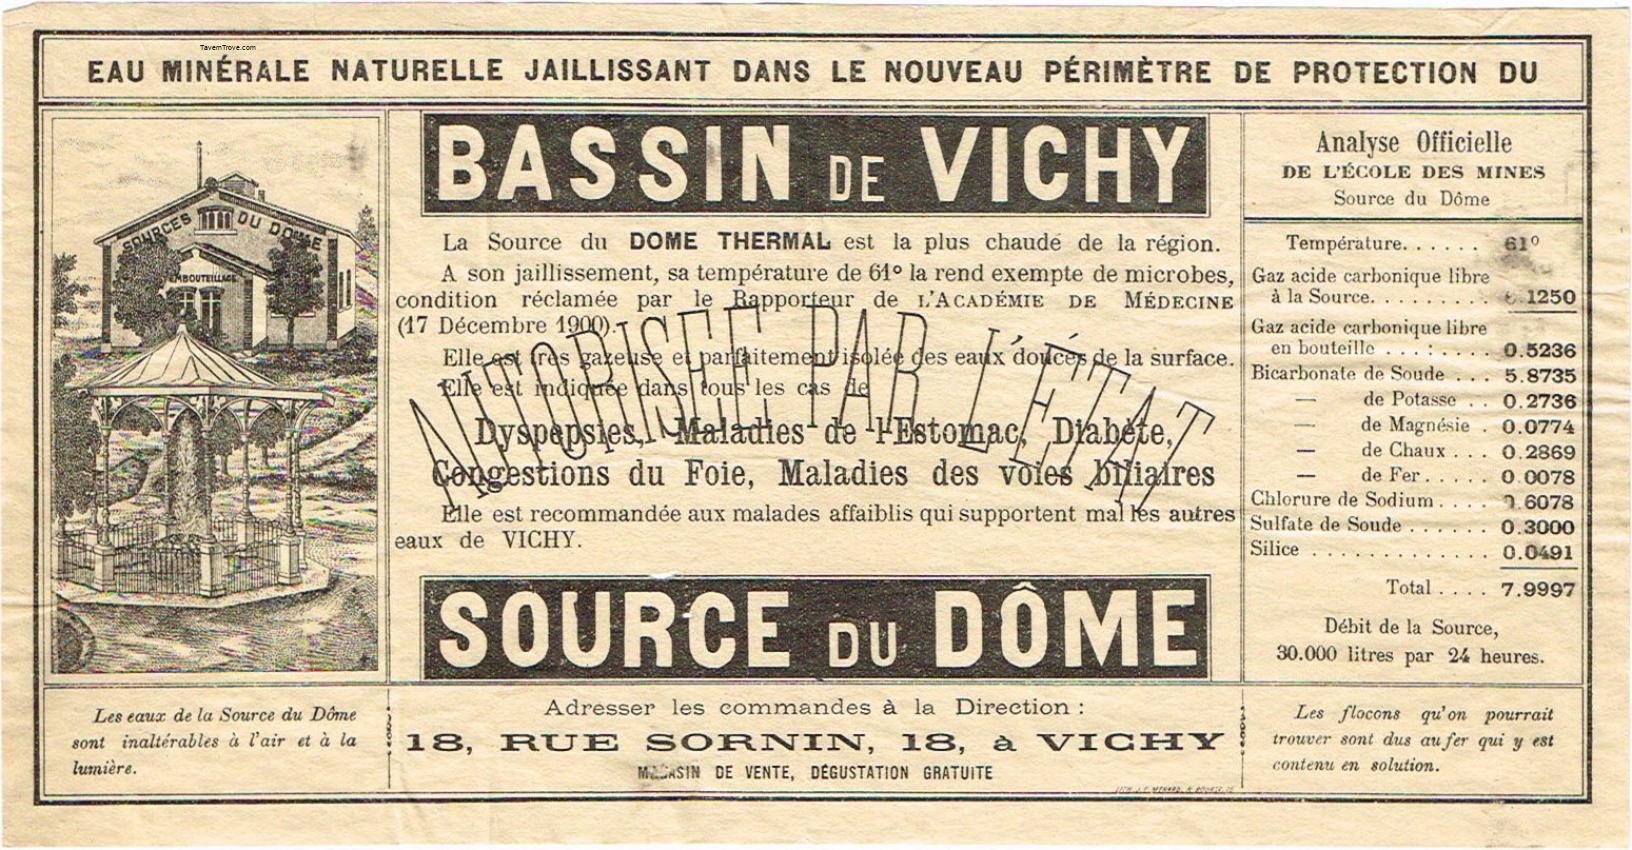 TavernTrove.com
EAU MINÉRALE NATURELLE JAILLISSANT DANS LE NOUVEAU PÉRIMÈTRE DE PROTECTION DU
SOURCES DU DOME
EMBOUTEILLAGE
BASSIN DE VICHY
La Source du DOME THERMAL est la plus chaude de la région.
A son jaillissement, sa température de 61° la rend exempte de microbes,
condition réclamée par le Rapporteur de L'ACADÉMIE DE MÉDECINE
(17 Décembre 1900).
Elle est très gazeuse et parfaitement isolée des eaux douces de la surface.
Elle est indiquée dans tous les cas de
Dyspepsies, Maladies de l'Estomac, Diabète,
Congestions du Foie, Maladies des voies biliaires
Elle est recommandée aux malades affaiblis qui supportent mal les autres
eaux de VICHY.
AUTORISÉE PAR L'ÉTAT
SOURCE DU DÔME
Analyse Officielle
DE L'ÉCOLE DES MINES
Source du Dôme
Température. . . . . . 61°
Gaz acide carbonique libre
à la Source. . . . . . . . . .1250
Gaz acide carbonique libre
en bouteille . . . : . . . . 0.5236
Bicarbonate de Soude . . . 5.8735
— de Potasse . . 0.2736
— de Magnésie . 0.0774
— de Chaux . . . 0.2869
— de Fer. . . . . 0.0078
Chlorure de Sodium . . . . 0.6078
Sulfate de Soude . . . . . . 0.3000
Silice . . . . . . . . . . . . . 0.0491
Total . . . . 7.9997
Débit de la Source,
30.000 litres par 24 heures.
Les eaux de la Source du Dôme
sont inaltérables à l'air et à la
lumière.
Adresser les commandes à la Direction :
18, RUE SORNIN, 18, à VICHY
MAGASIN DE VENTE, DÉGUSTATION GRATUITE
Les flocons qu'on pourrait
trouver sont dus au fer qui y est
contenu en solution.